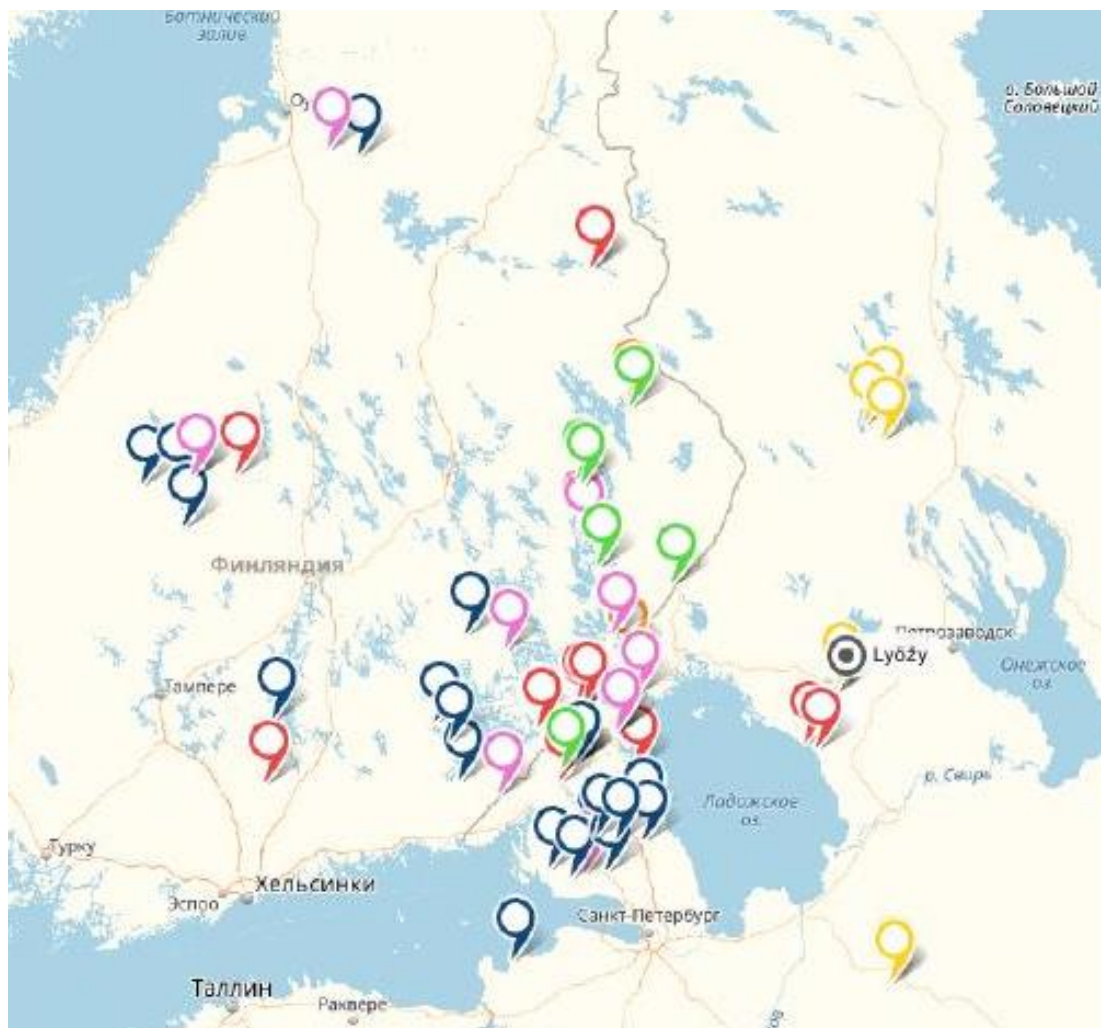 Ботнический
залив
о. Большой
Соловецкий
Финляндия
Петрозаводск
Lyöžy
Онежское
оз.
Тампере
р. Свирь
Ладожское
оз.
Турку
Хельсинки
Эспоо
Санкт-Петербург
Таллин
Раквере